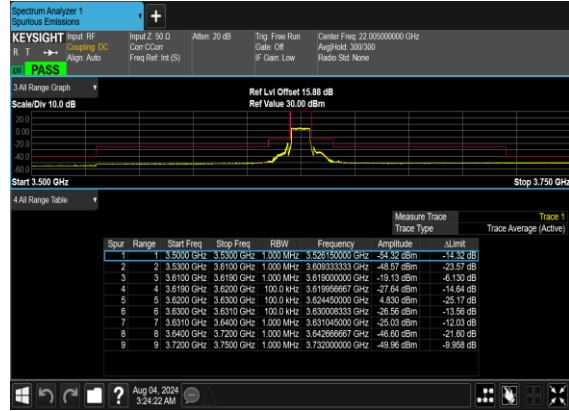 Spectrum Analyzer 1
Spurious Emissions
KEYSIGHT Input: RF Input Z: 50 Ω Atten: 20 dB Trig: Free Run Center Freq: 22.005000000 GHz
R T Coupling: DC Corr CCorr Gate: Off Avg|Hold: 300/300
Align: Auto Freq Ref: Int (S) IF Gain: Low Radio Std: None
PASS
3 All Range Graph Ref Lvl Offset 15.88 dB
Scale/Div 10.0 dB Ref Value 30.00 dBm
20.0
0.00
-20.0
-40.0
-60.0
Start 3.500 GHz Stop 3.750 GHz
4 All Range Table
Measure Trace Trace 1
Trace Type Trace Average (Active)
Spur Range Start Freq Stop Freq RBW Frequency Amplitude ΔLimit
1 1 3.5000 GHz 3.5300 GHz 1.000 MHz 3.526150000 GHz -54.32 dBm -14.32 dB
2 2 3.5300 GHz 3.6100 GHz 1.000 MHz 3.609333333 GHz -48.57 dBm -23.57 dB
3 3 3.6100 GHz 3.6190 GHz 1.000 MHz 3.619000000 GHz -19.13 dBm -6.130 dB
4 4 3.6190 GHz 3.6200 GHz 100.0 kHz 3.619956667 GHz -27.64 dBm -14.64 dB
5 5 3.6200 GHz 3.6300 GHz 100.0 kHz 3.624450000 GHz 4.830 dBm -25.17 dB
6 6 3.6300 GHz 3.6310 GHz 100.0 kHz 3.630008333 GHz -26.56 dBm -13.56 dB
7 7 3.6310 GHz 3.6400 GHz 1.000 MHz 3.631045000 GHz -25.03 dBm -12.03 dB
8 8 3.6400 GHz 3.7200 GHz 1.000 MHz 3.642666667 GHz -46.60 dBm -21.60 dB
9 9 3.7200 GHz 3.7500 GHz 1.000 MHz 3.732000000 GHz -49.96 dBm -9.958 dB
Aug 04, 2024
3:24:22 AM